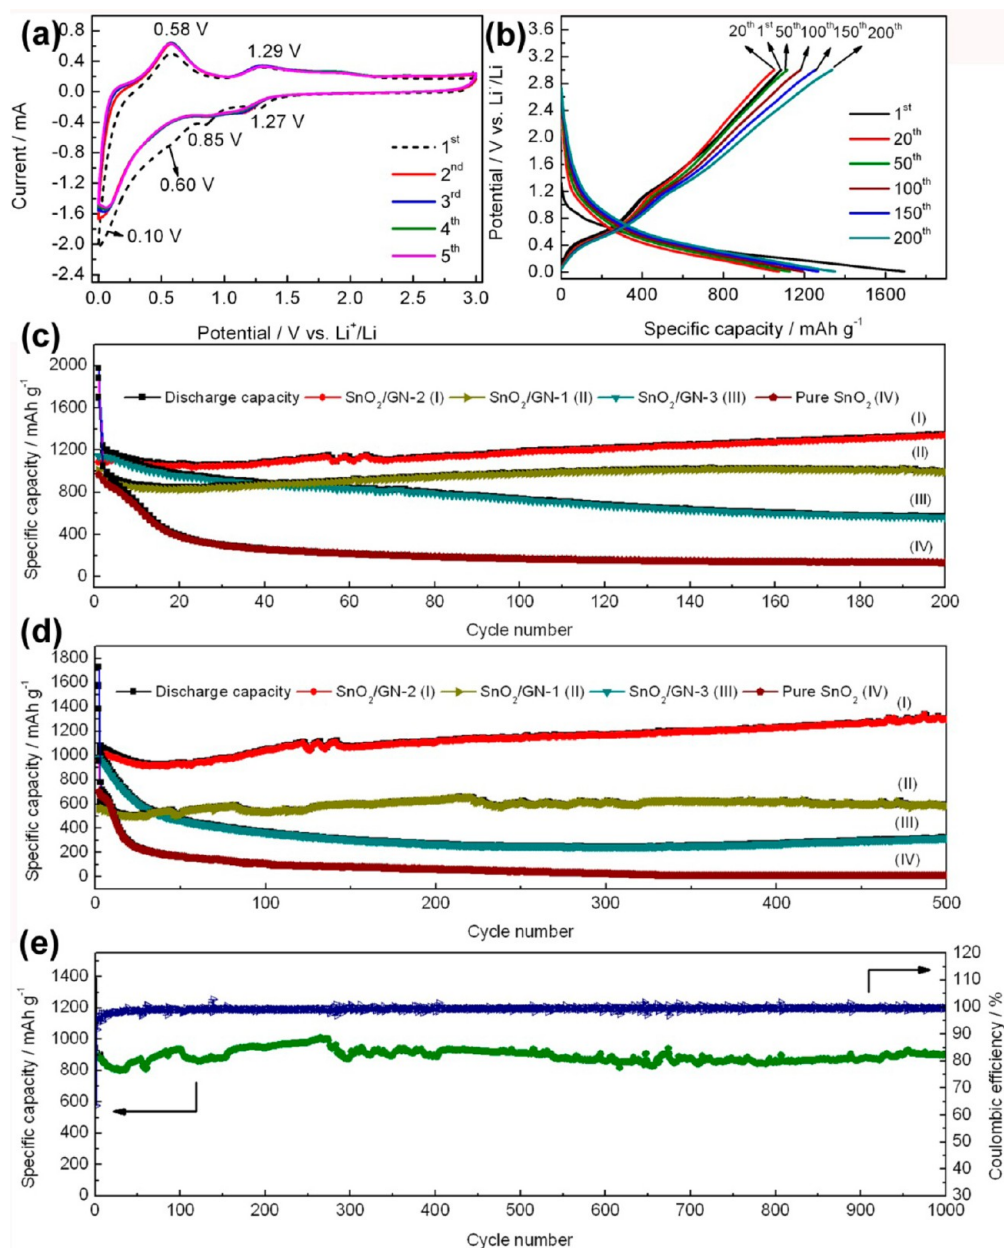 (a)
0.8
0.4
0.0
-0.4
-0.8
-1.2
-1.6
-2.0
-2.4
Current / mA
0.58 V
1.29 V
1.27 V
0.85 V
0.60 V
0.10 V
1st
2nd
3rd
4th
5th
0.0 0.5 1.0 1.5 2.0 2.5 3.0
Potential / V vs. Li+/Li
(b)
3.6
3.0
2.4
1.8
1.2
0.6
0.0
Potential / V vs. Li+/Li
20th 1st 50th 100th 150th 200th
1st
20th
50th
100th
150th
200th
0 400 800 1200 1600
Specific capacity / mAh g-1
(c)
2000
1600
1200
800
400
0
Specific capacity / mAh g-1
Discharge capacity SnO2/GN-2 (I) SnO2/GN-1 (II) SnO2/GN-3 (III) Pure SnO2 (IV)
(I)
(II)
(III)
(IV)
0 20 40 60 80 100 120 140 160 180 200
Cycle number
(d)
1800
1600
1400
1200
1000
800
600
400
200
0
Specific capacity / mAh g-1
Discharge capacity SnO2/GN-2 (I) SnO2/GN-1 (II) SnO2/GN-3 (III) Pure SnO2 (IV)
(I)
(II)
(III)
(IV)
0 100 200 300 400 500
Cycle number
(e)
1400
1200
1000
800
600
400
200
0
Specific capacity / mAh g-1
120
110
100
90
80
70
60
50
40
30
Coulombic efficiency / %
0 100 200 300 400 500 600 700 800 900 1000
Cycle number